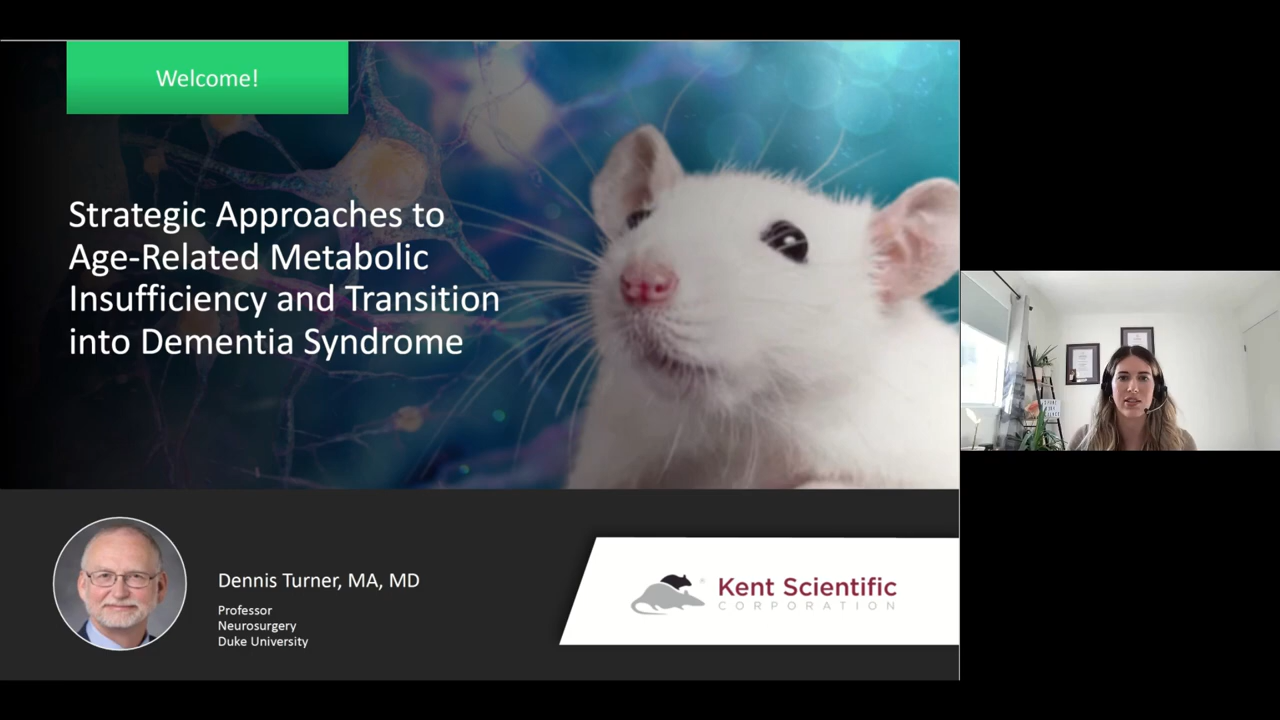 Welcome!
Strategic Approaches to
Age-Related Metabolic
Insufficiency and Transition
into Dementia Syndrome
Dennis Turner, MA, MD
Professor
Neurosurgery
Duke University
Kent Scientific
CORPORATION